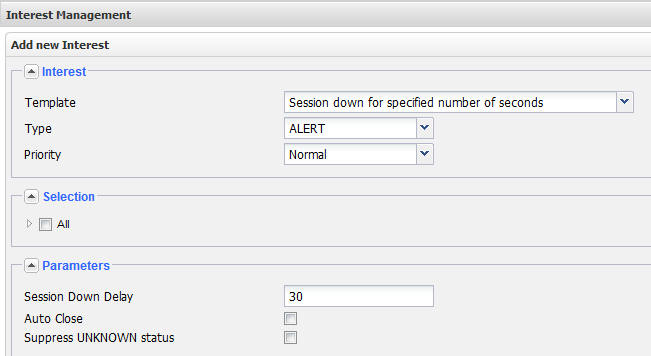 Interest Management
Add new Interest
Interest
Template Session down for specified number of seconds
Type ALERT
Priority Normal
Selection
All
Parameters
Session Down Delay 30
Auto Close
Suppress UNKNOWN status